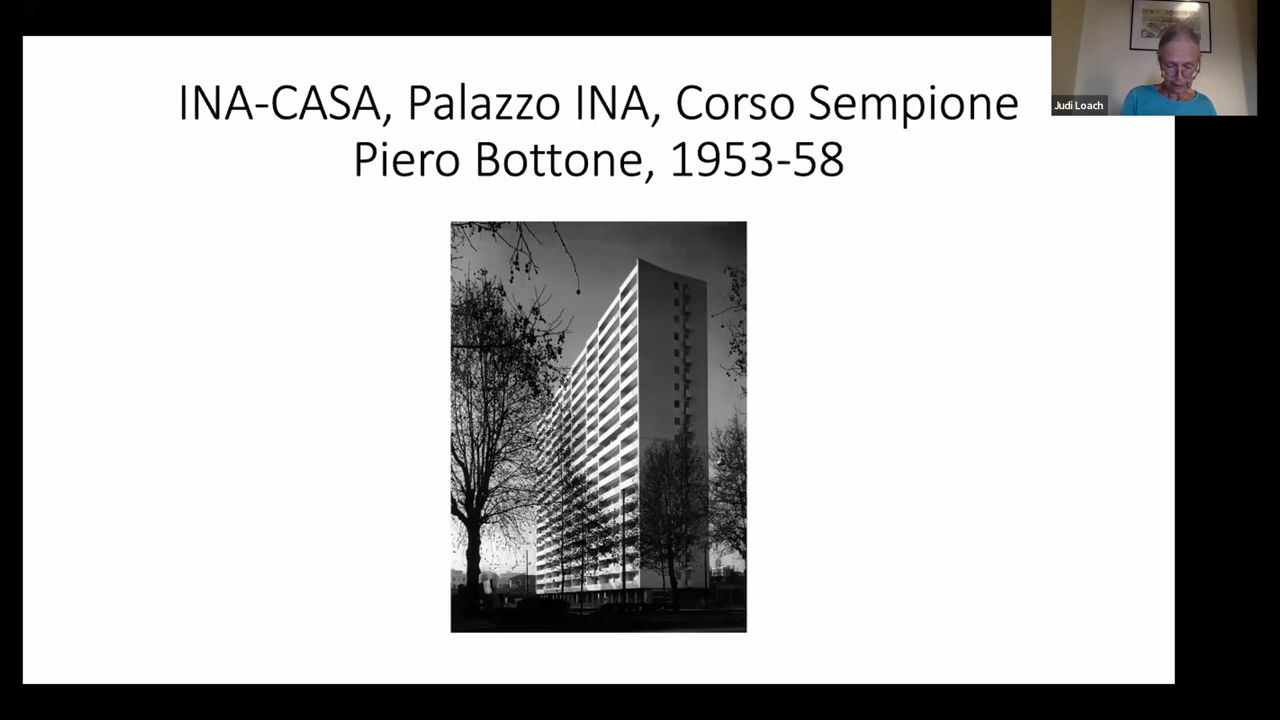 INA-CASA, Palazzo INA, Corso Sempione
Piero Bottone, 1953-58
Judi Loach